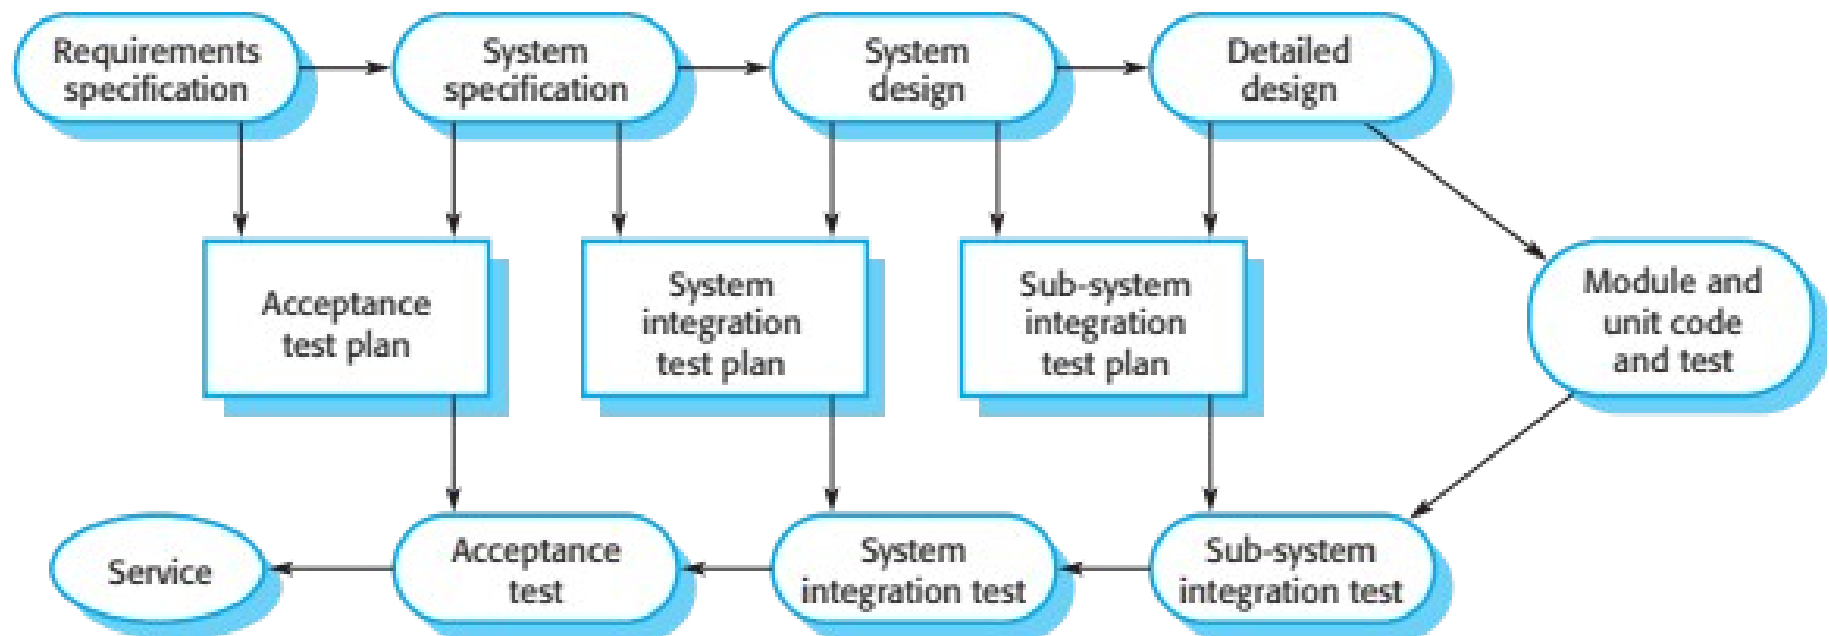 Requirements
specification
System
specification
System
design
Detailed
design
Acceptance
test plan
System
integration
test plan
Sub-system
integration
test plan
Module and
unit code
and test
Service
Acceptance
test
System
integration test
Sub-system
integration test